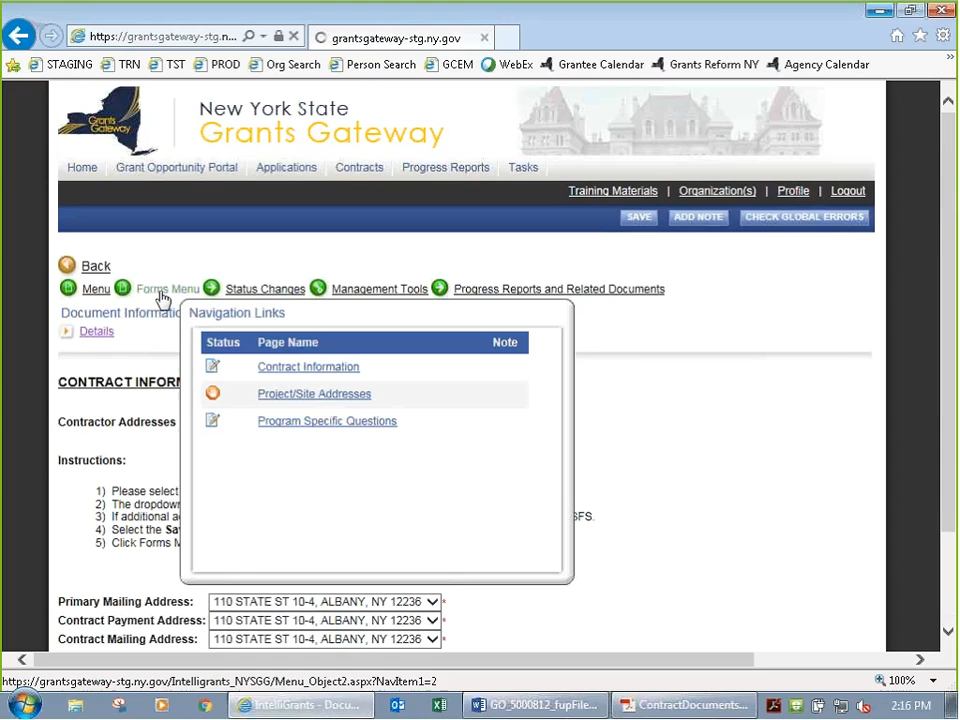 https://grantsgateway-stg.n...
grantsgateway-stg.ny.gov
STAGING TRN TST PROD Org Search Person Search GCEM WebEx Grantee Calendar Grants Reform NY Agency Calendar
Grants Gateway
New York State
Grants Gateway
Home Grant Opportunity Portal Applications Contracts Progress Reports Tasks
Training Materials | Organization(s) | Profile | Logout
SAVE ADD NOTE CHECK GLOBAL ERRORS
Back
Menu Forms Menu Status Changes Management Tools Progress Reports and Related Documents
Document Informatio
Navigation Links
Details
Status Page Name Note
Contract Information
CONTRACT INFORM
Project/Site Addresses
Contractor Addresses
Program Specific Questions
Instructions:
1) Please select
2) The dropdown
3) If additional a SFS.
4) Select the Sa
5) Click Forms M
Primary Mailing Address: 110 STATE ST 10-4, ALBANY, NY 12236 *
Contract Payment Address: 110 STATE ST 10-4, ALBANY, NY 12236 *
Contract Mailing Address: 110 STATE ST 10-4, ALBANY, NY 12236 *
https://grantsgateway-stg.ny.gov/Intelligrants_NYSGG/Menu_Object2.aspx?NavItem1=2
100%
IntelliGrants - Docu... GO_5000812_fupFile... ContractDocuments... 2:16 PM